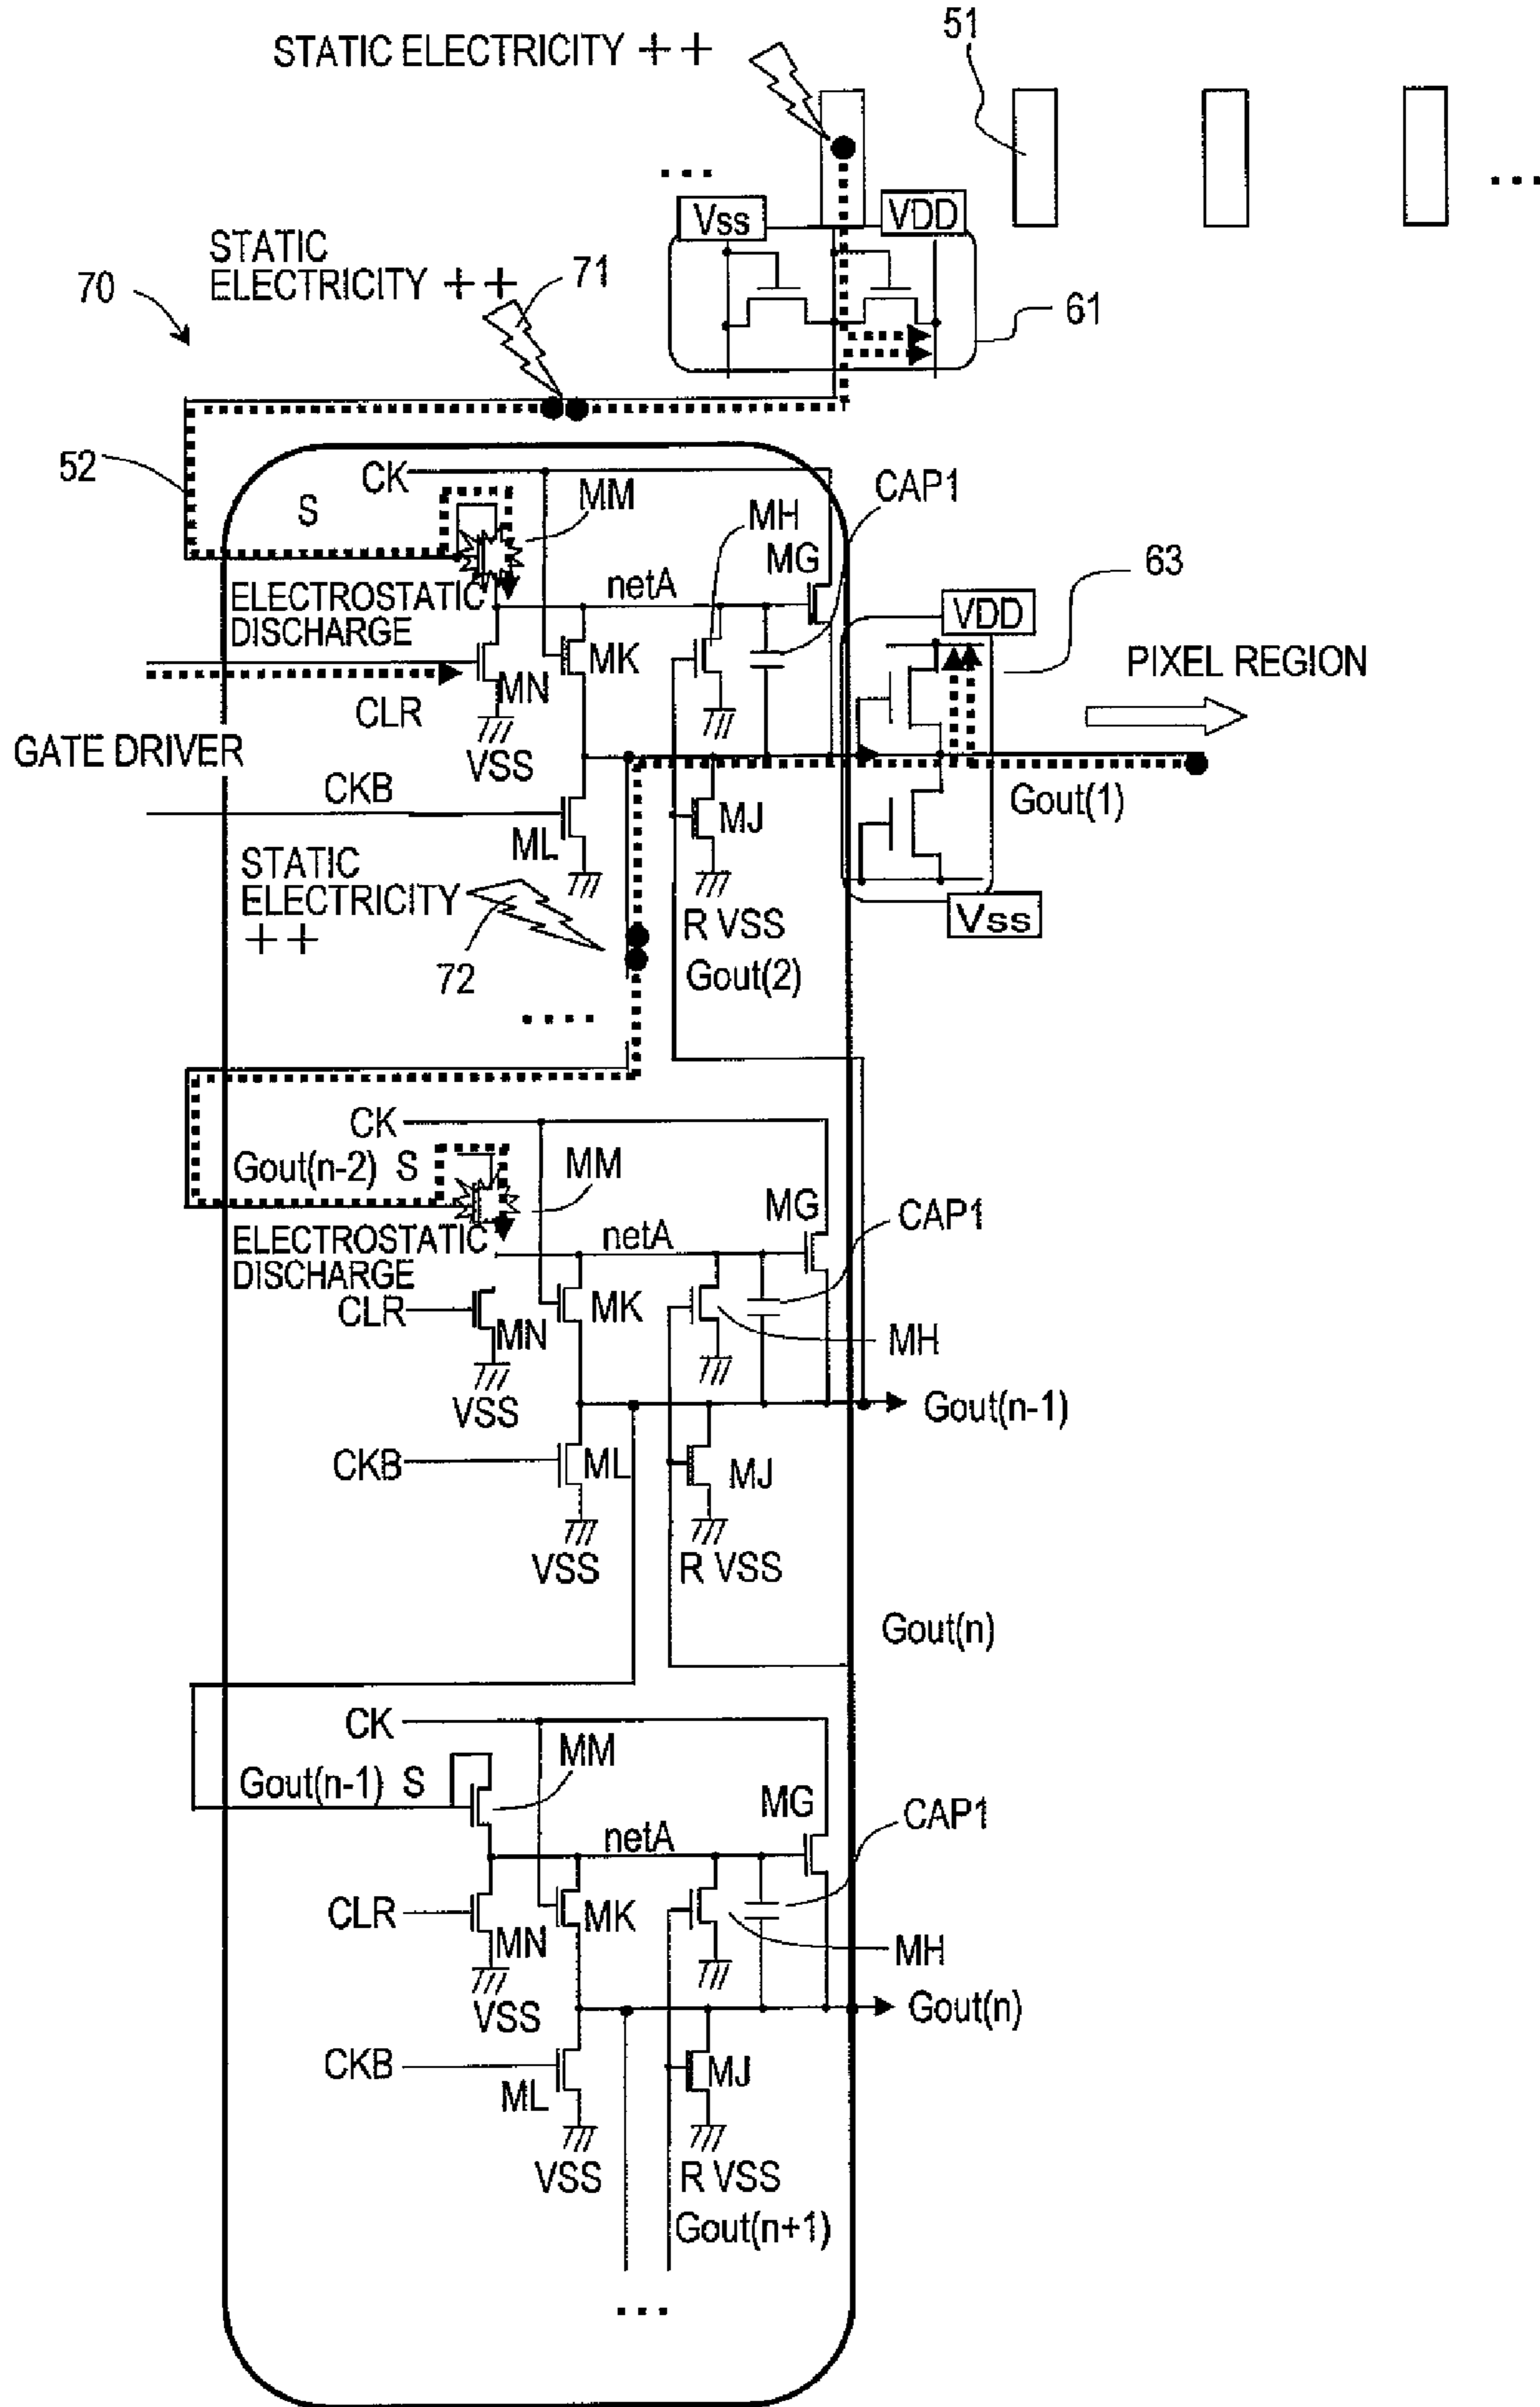 51
STATIC ELECTRICITY ++
...
...
Vss
VDD
STATIC
ELECTRICITY ++
71
70
61
52
CK
MM
CAP1
S
MH
MG
63
ELECTROSTATIC
DISCHARGE
netA
VDD
MK
PIXEL REGION
MN
CLR
GATE DRIVER
VSS
CKB
Gout(1)
MJ
ML
STATIC
ELECTRICITY
++
R VSS
Vss
72
Gout(2)
....
CK
Gout(n-2) S
MM
MG
CAP1
ELECTROSTATIC
DISCHARGE
netA
CLR
MK
MN
MH
VSS
Gout(n-1)
CKB
ML
MJ
VSS
R VSS
Gout(n)
CK
MM
Gout(n-1) S
MG
CAP1
netA
CLR
MK
MN
MH
VSS
Gout(n)
CKB
MJ
ML
VSS
R VSS
Gout(n+1)
...